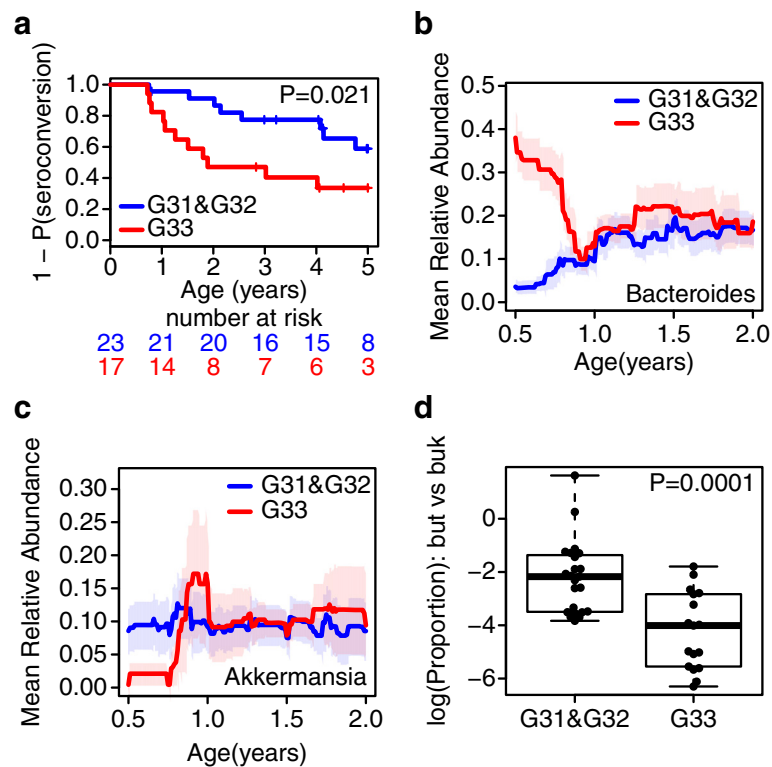 a
1 – P(seroconversion)
1.0
0.8
0.6
0.4
0.2
0.0
P=0.021
G31&G32
G33
0 1 2 3 4 5
Age (years)
number at risk
23 21 20 16 15 8
17 14 8 7 6 3
b
Mean Relative Abundance
0.5
0.4
0.3
0.2
0.1
0.0
G31&G32
G33
Bacteroides
0.5 1.0 1.5 2.0
Age(years)
c
Mean Relative Abundance
0.30
0.25
0.20
0.15
0.10
0.05
0.00
G31&G32
G33
Akkermansia
0.5 1.0 1.5 2.0
Age(years)
d
log(Proportion): but vs buk
0
−2
−4
−6
P=0.0001
G31&G32 G33